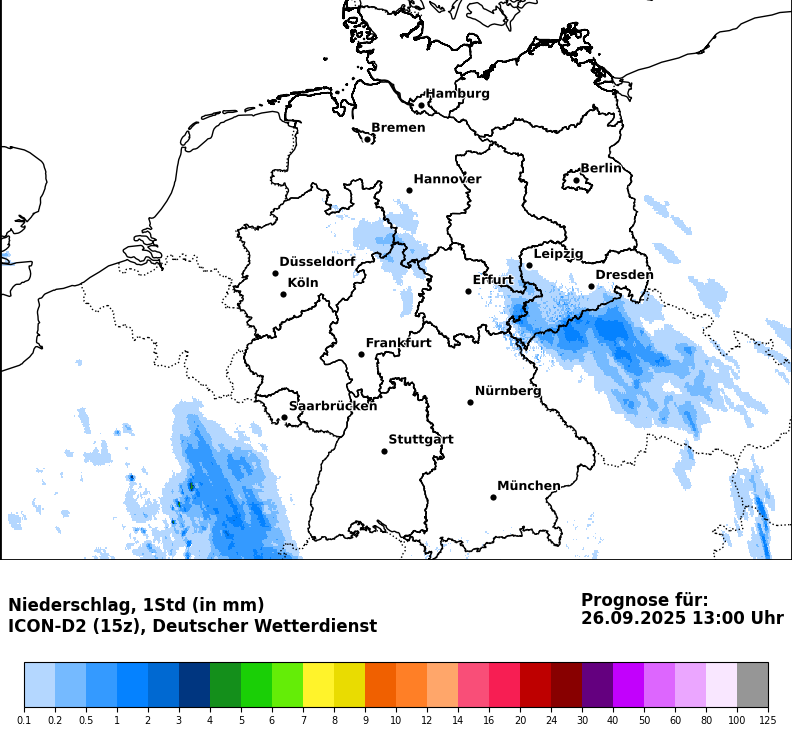 Hamburg
Bremen
Berlin
Hannover
Leipzig
Düsseldorf
Dresden
Köln
Erfurt
Frankfurt
Nürnberg
Saarbrücken
Stuttgart
München
Niederschlag, 1Std (in mm)
ICON-D2 (15z), Deutscher Wetterdienst
Prognose für:
26.09.2025 13:00 Uhr
0.1 0.2 0.5 1 2 3 4 5 6 7 8 9 10 12 14 16 20 24 30 40 50 60 80 100 125